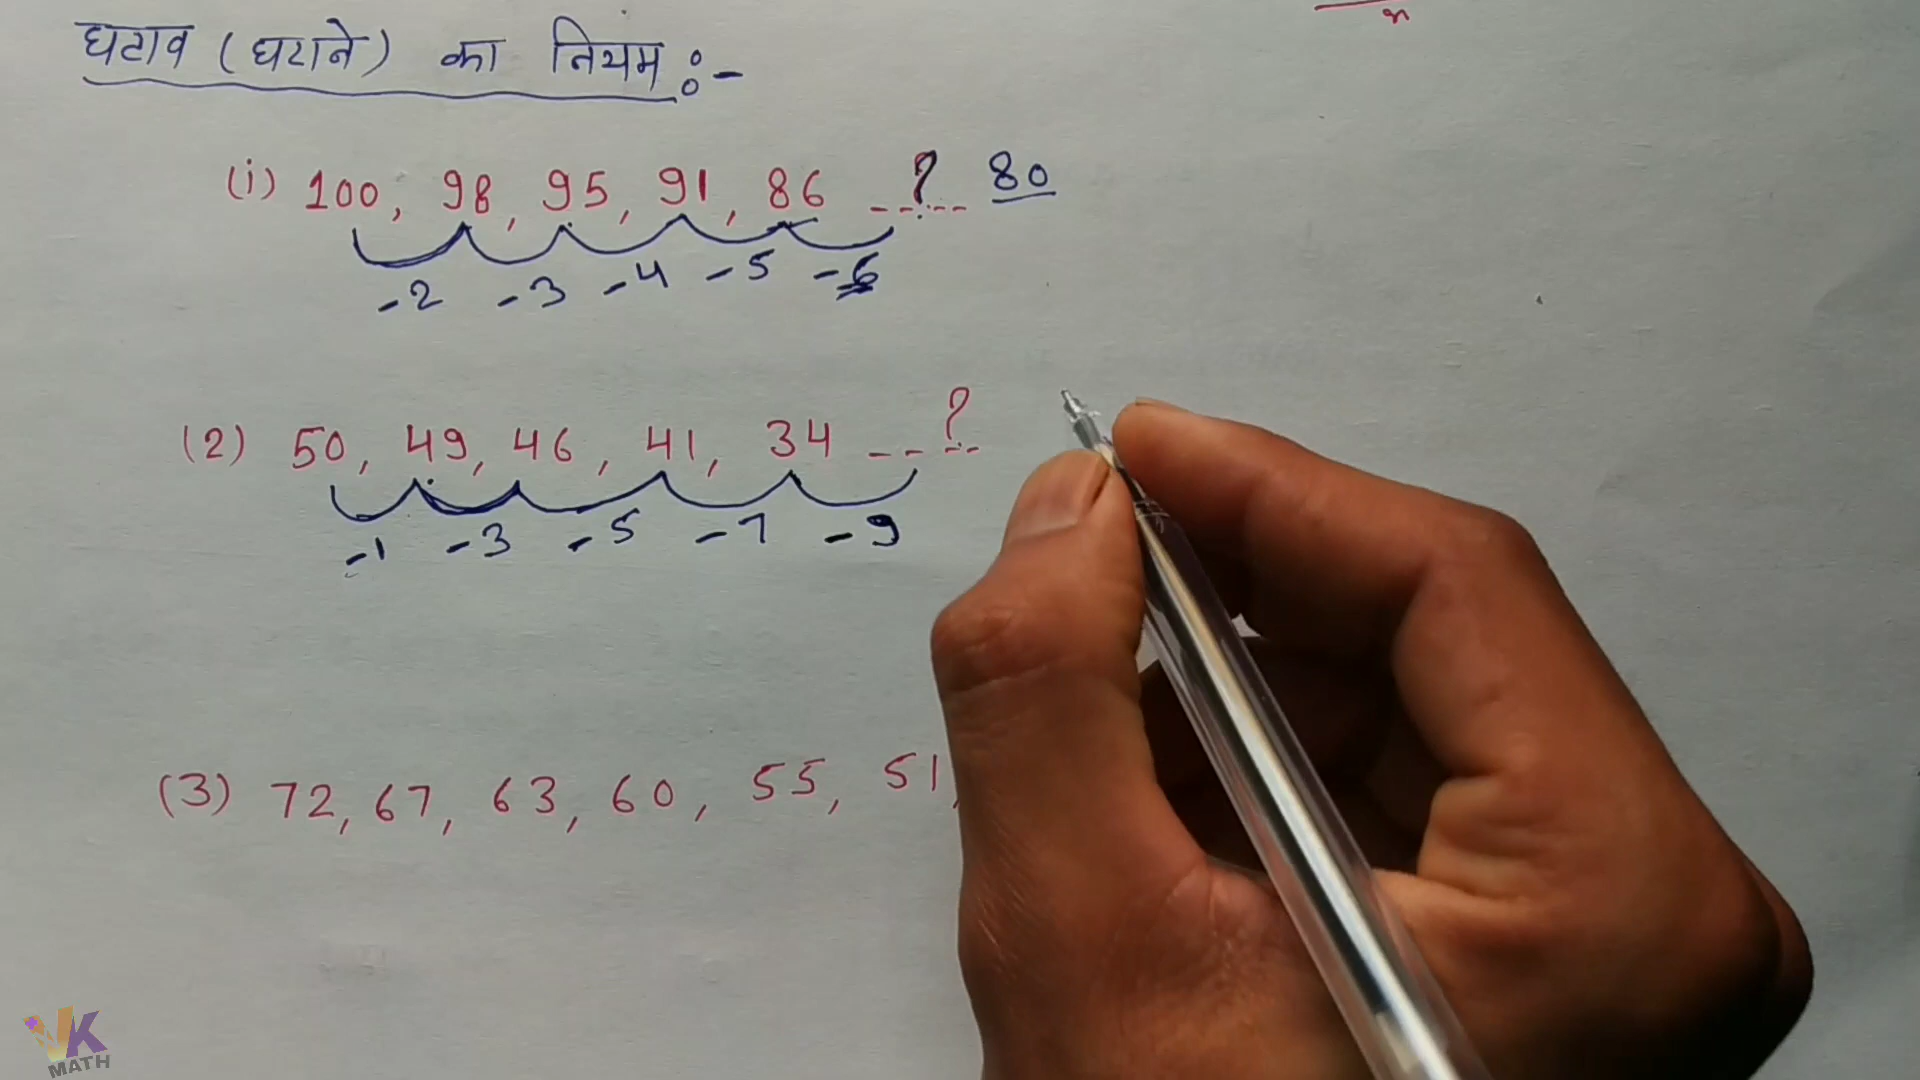 घटाव (घटाने) का नियम :-
(i) 100, 98, 95, 91, 86 -----? 80
-2 -3 -4 -5 -6
(2) 50, 49, 46, 41, 34 ----?
-1 -3 -5 -7 -9
(3) 72, 67, 63, 60, 55, 51,
VK
MATH